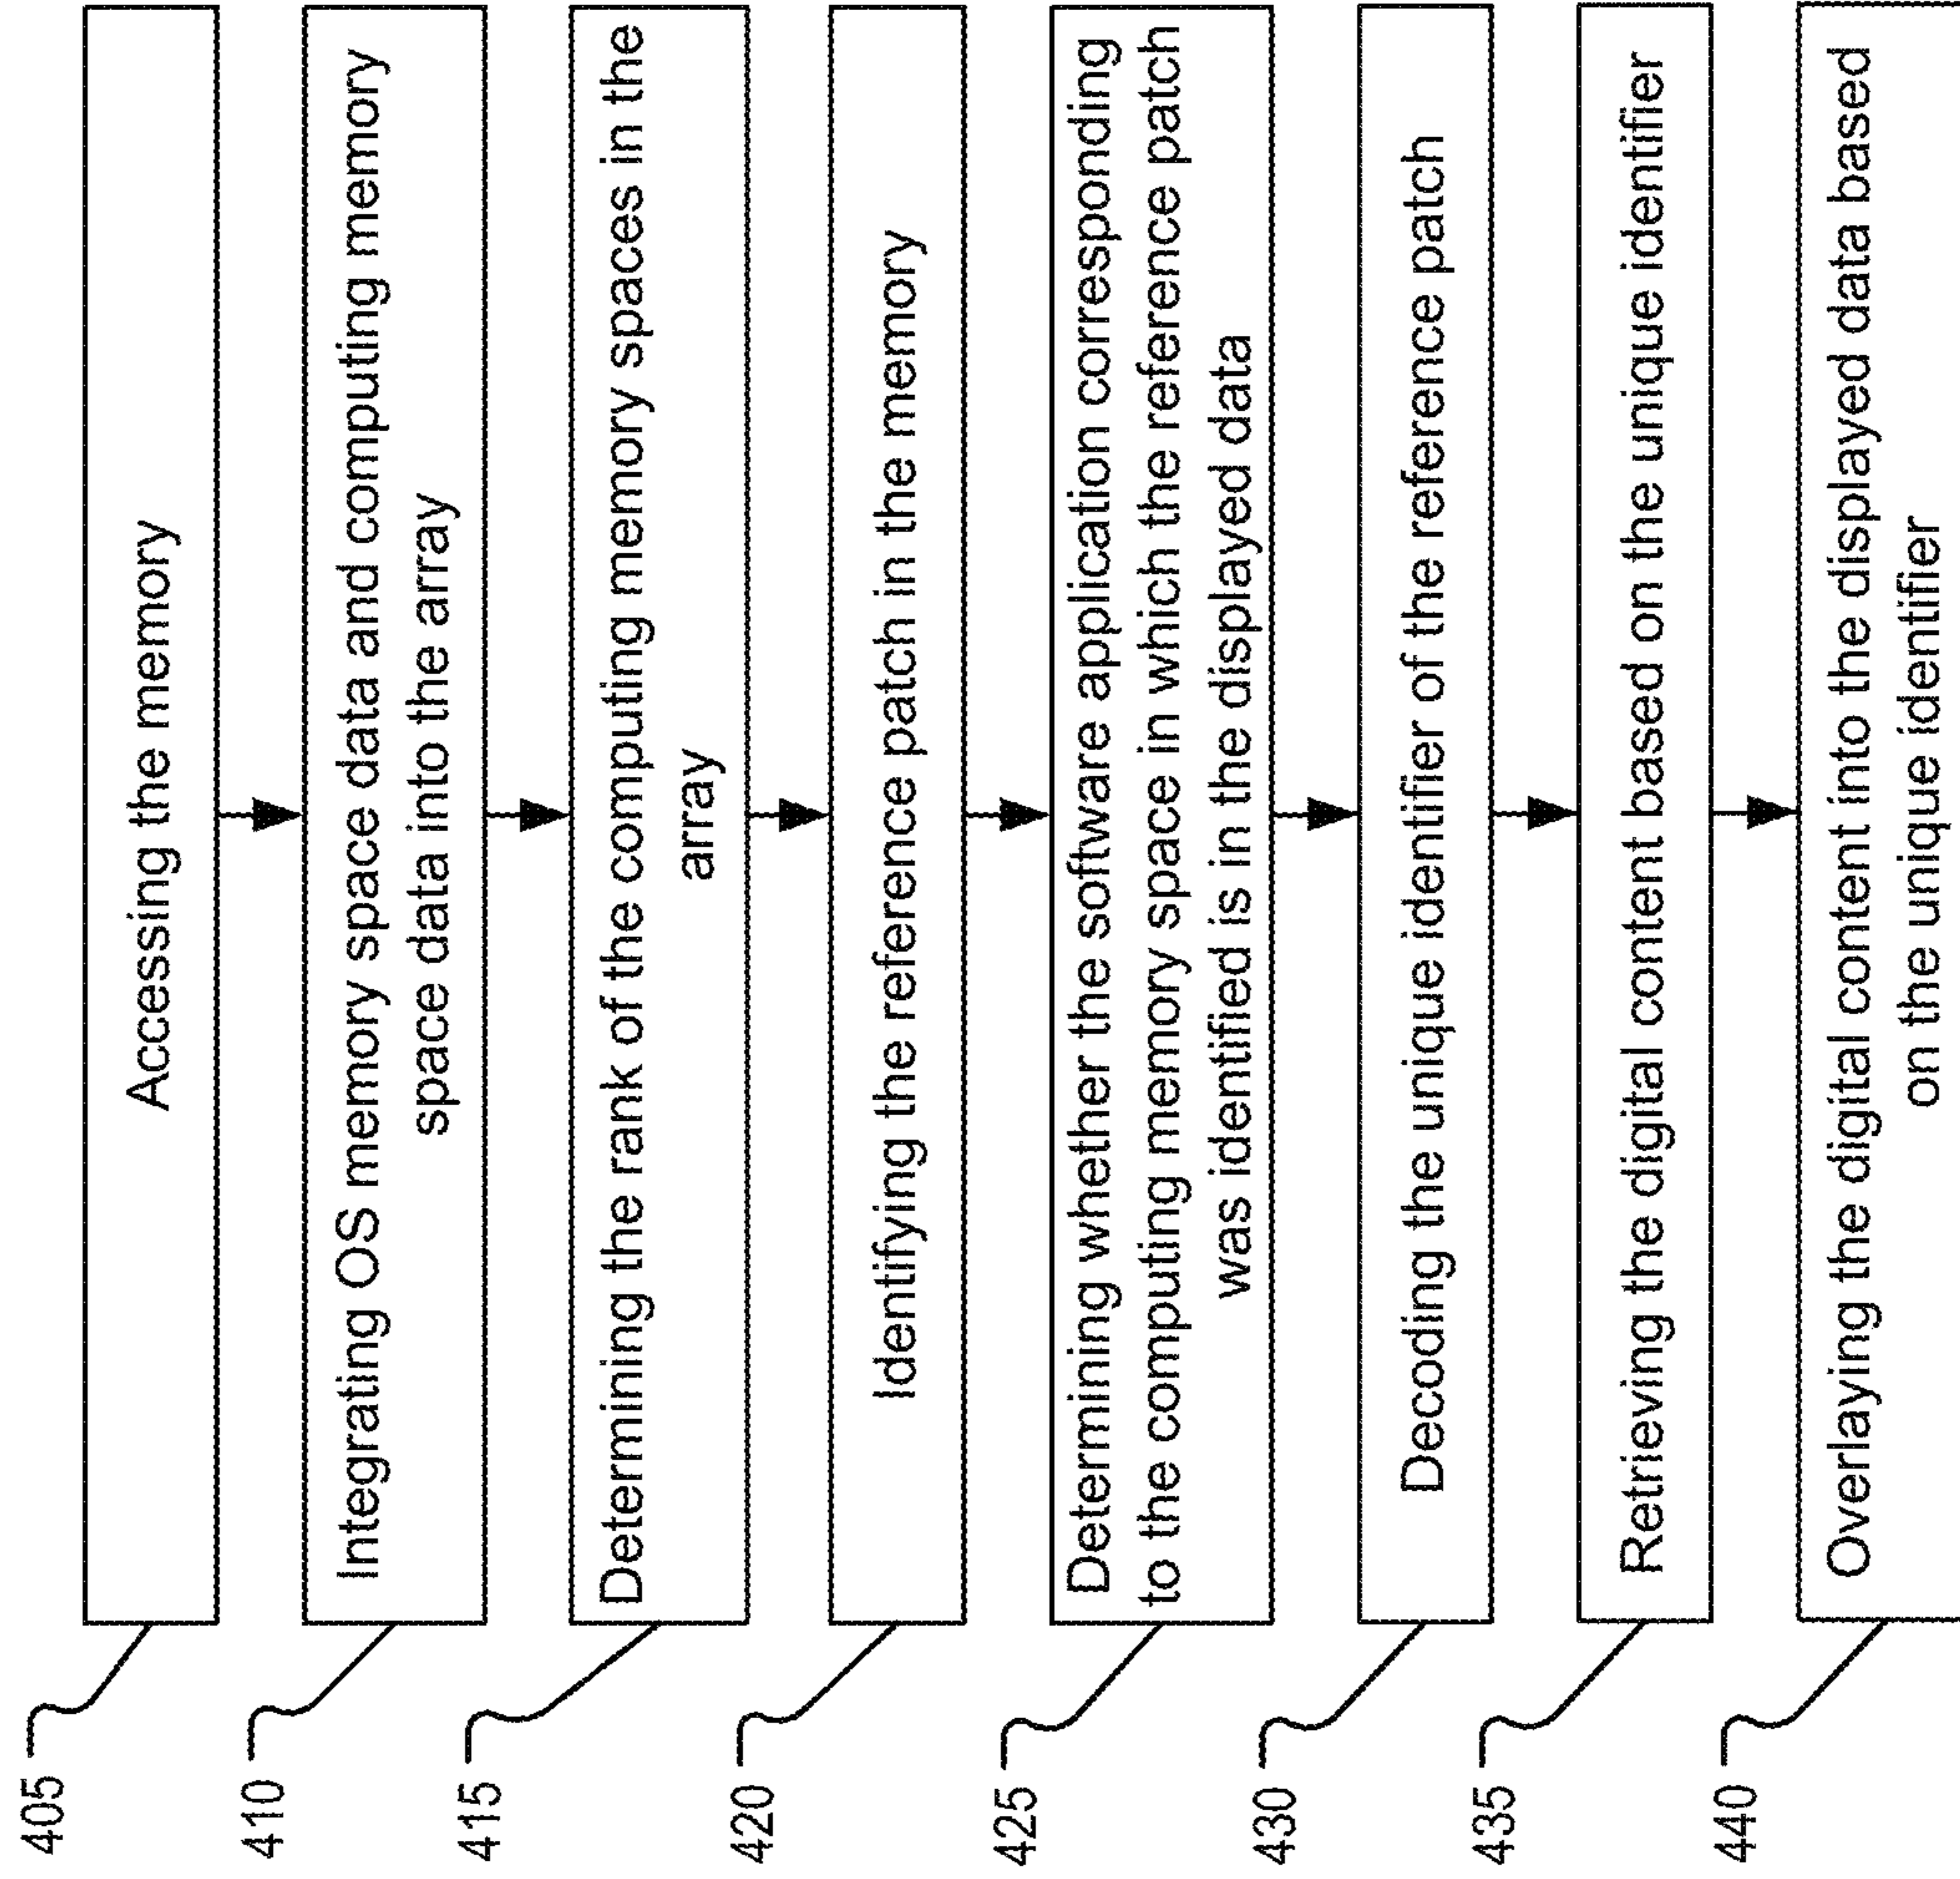 405
Accessing the memory
410
Integrating OS memory space data and computing memory
space data into the array
415
Determining the rank of the computing memory spaces in the
array
420
Identifying the reference patch in the memory
425
Determining whether the software application corresponding
to the computing memory space in which the reference patch
was identified is in the displayed data
430
Decoding the unique identifier of the reference patch
435
Retrieving the digital content based on the unique identifier
440
Overlaying the digital content into the displayed data based
on the unique identifier